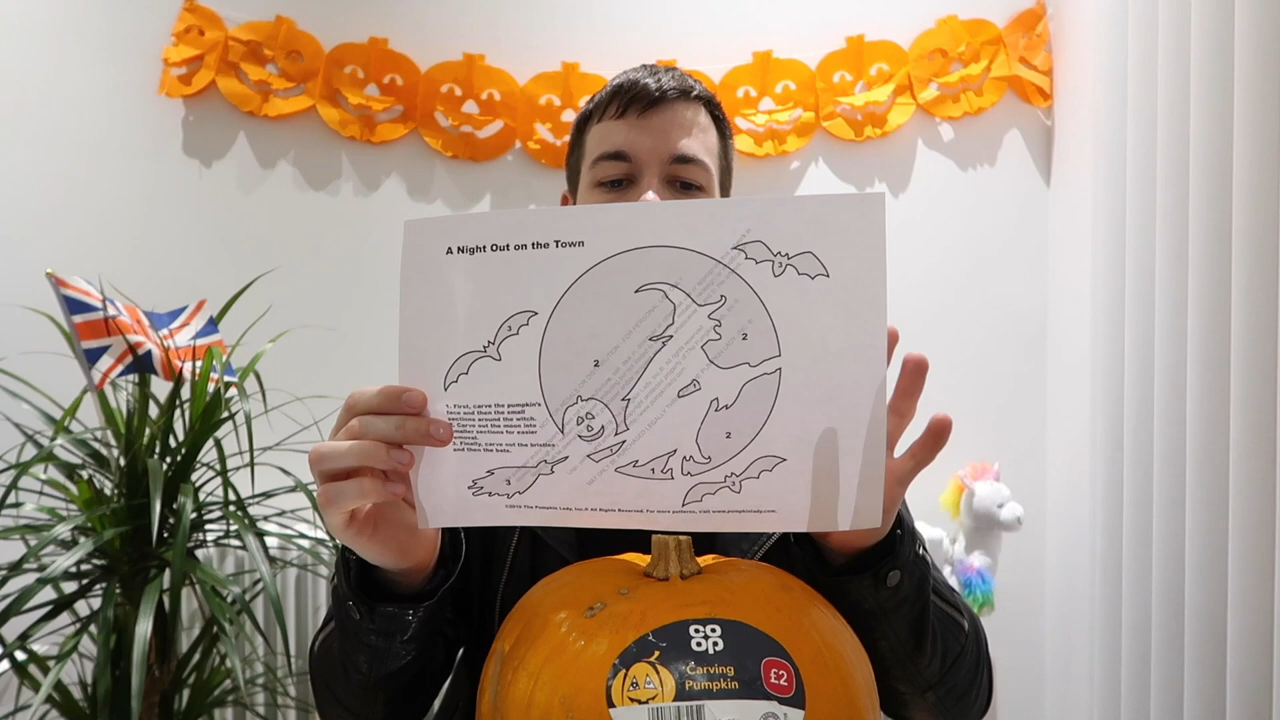 A Night Out on the Town
3
2
2
3
1. First, carve the pumpkin's
face and then the small
sections around the witch.
Carve out the moon into
smaller sections for easier
removal.
3. Finally, carve out the bristles
and then the bats.
2
1
1
3
3
©2010 The Pumpkin Lady, Inc.® All Rights Reserved. For more patterns, visit www.pumpkinlady.com.
CO
OP
Carving
Pumpkin
£2